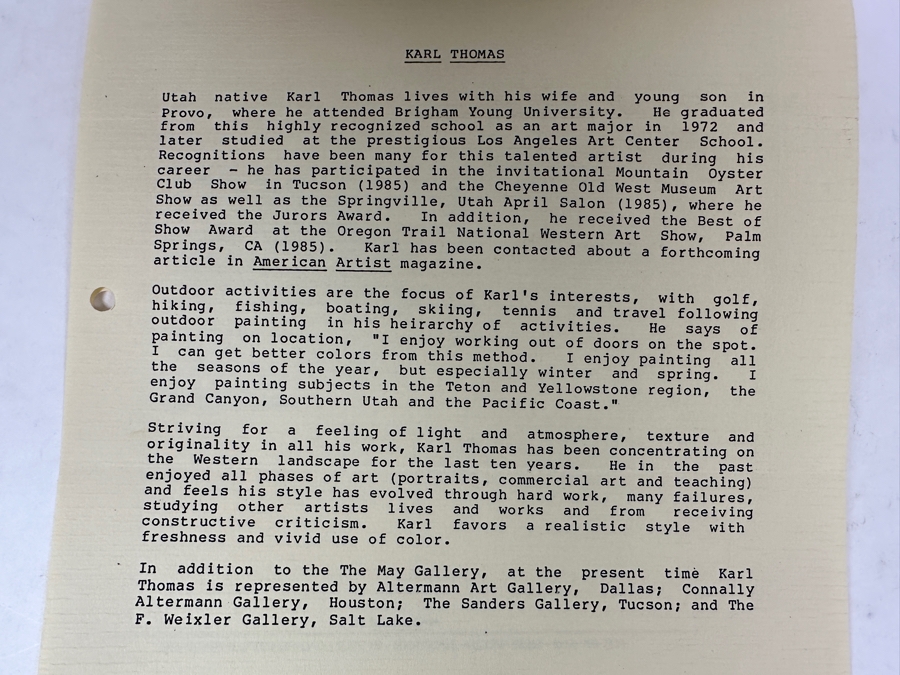 KARL THOMAS
Utah native Karl Thomas lives with his wife and young son in
Provo, where he attended Brigham Young University. He graduated
from this highly recognized school as an art major in 1972 and
later studied at the prestigious Los Angeles Art Center School.
Recognitions have been many for this talented artist during his
career - he has participated in the invitational Mountain Oyster
Club Show in Tucson (1985) and the Cheyenne Old West Museum Art
Show as well as the Springville, Utah April Salon (1985), where he
received the Jurors Award. In addition, he received the Best of
Show Award at the Oregon Trail National Western Art Show, Palm
Springs, CA (1985). Karl has been contacted about a forthcoming
article in American Artist magazine.
Outdoor activities are the focus of Karl's interests, with golf,
hiking, fishing, boating, skiing, tennis and travel following
outdoor painting in his heirarchy of activities. He says of
painting on location, "I enjoy working out of doors on the spot.
I can get better colors from this method. I enjoy painting all
the seasons of the year, but especially winter and spring. I
enjoy painting subjects in the Teton and Yellowstone region, the
Grand Canyon, Southern Utah and the Pacific Coast."
Striving for a feeling of light and atmosphere, texture and
originality in all his work, Karl Thomas has been concentrating on
the Western landscape for the last ten years. He in the past
enjoyed all phases of art (portraits, commercial art and teaching)
and feels his style has evolved through hard work, many failures,
studying other artists lives and works and from receiving
constructive criticism. Karl favors a realistic style with
freshness and vivid use of color.
In addition to the The May Gallery, at the present time Karl
Thomas is represented by Altermann Art Gallery, Dallas; Connally
Altermann Gallery, Houston; The Sanders Gallery, Tucson; and The
F. Weixler Gallery, Salt Lake.